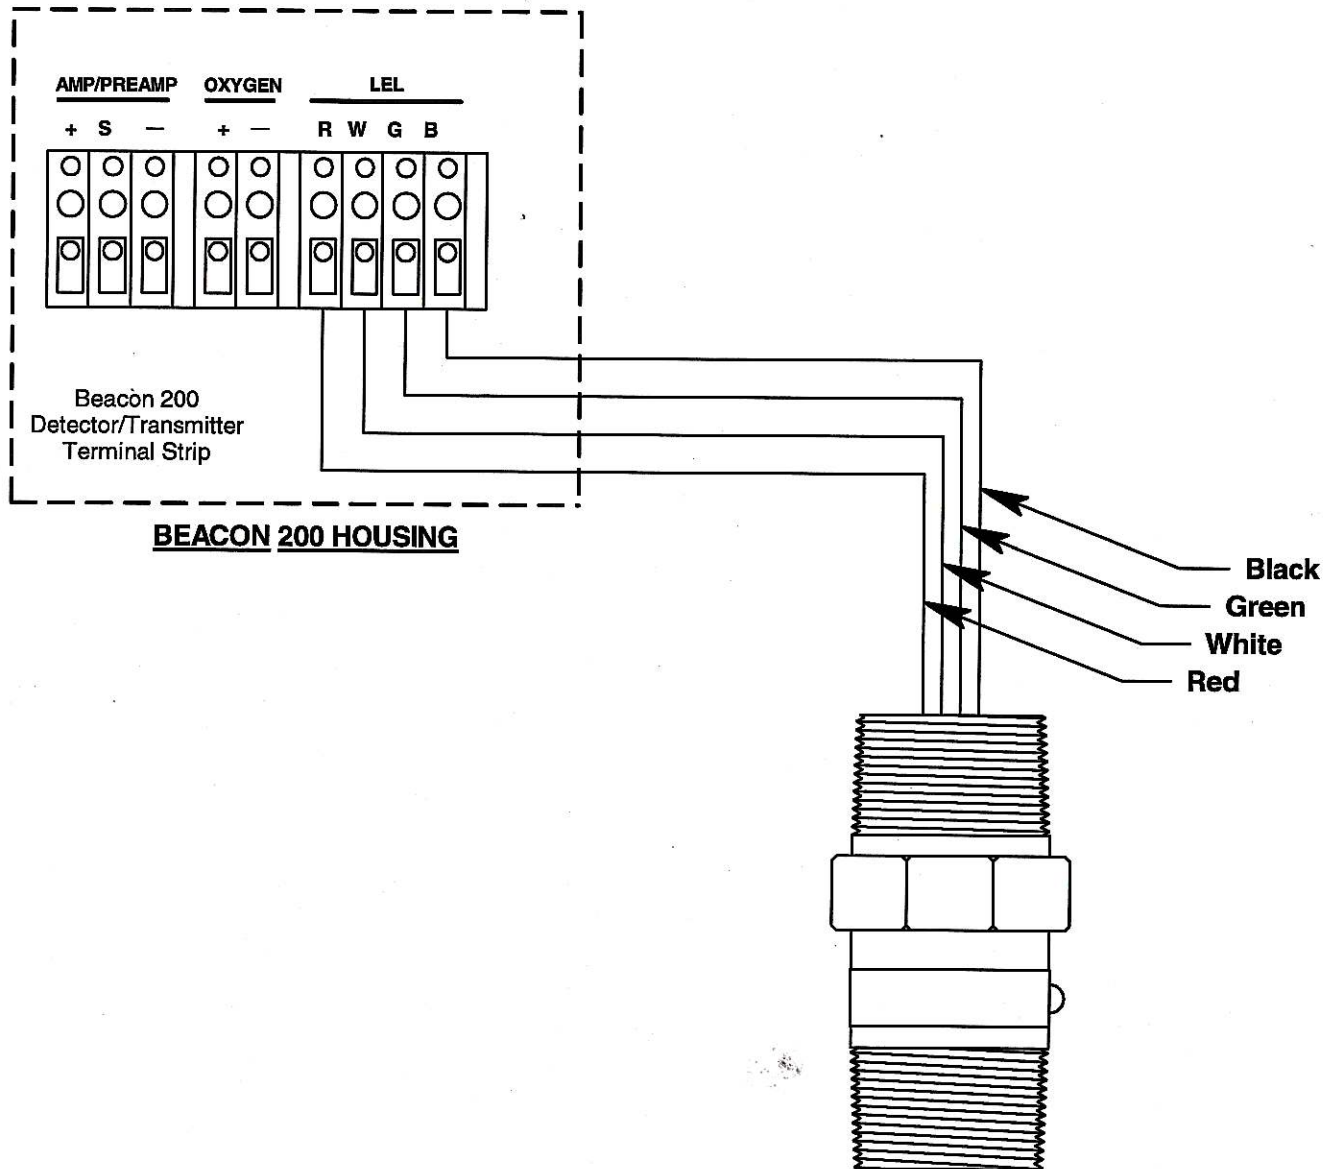 AMP/PREAMP OXYGEN LEL
+ S — + — R W G B
Beacon 200
Detector/Transmitter
Terminal Strip
BEACON 200 HOUSING
Black
Green
White
Red